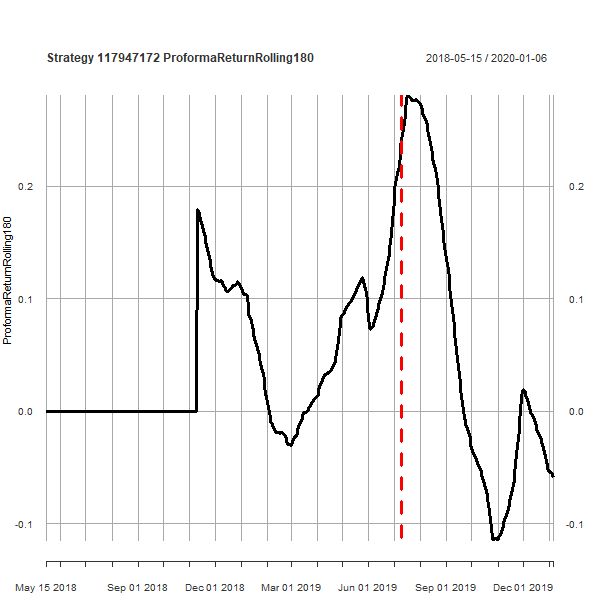 Strategy 117947172 ProformaReturnRolling180
2018-05-15 / 2020-01-06
ProformaReturnRolling180
0.2
0.1
0.0
-0.1
0.2
0.1
0.0
-0.1
May 15 2018
Sep 01 2018
Dec 01 2018
Mar 01 2019
Jun 01 2019
Sep 01 2019
Dec 01 2019